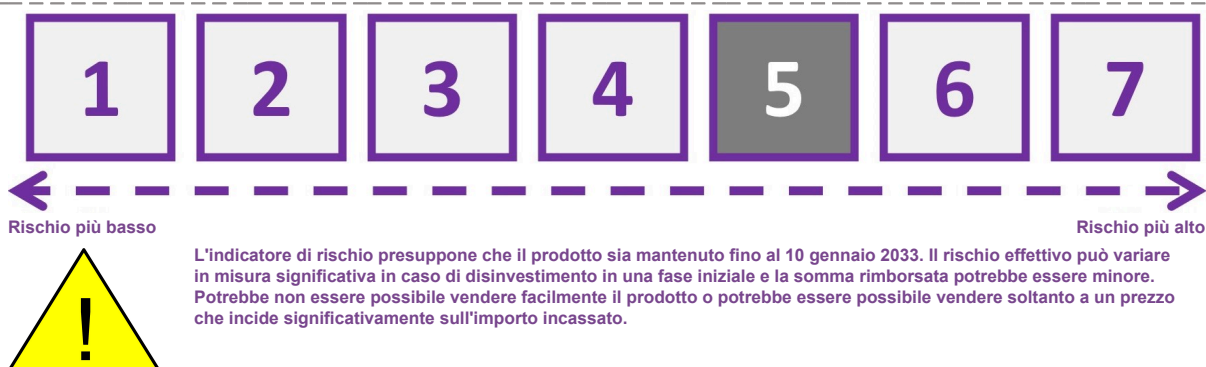 1 2 3 4 5 6 7
Rischio più basso Rischio più alto
L'indicatore di rischio presuppone che il prodotto sia mantenuto fino al 10 gennaio 2033. Il rischio effettivo può variare
in misura significativa in caso di disinvestimento in una fase iniziale e la somma rimborsata potrebbe essere minore.
Potrebbe non essere possibile vendere facilmente il prodotto o potrebbe essere possibile vendere soltanto a un prezzo
che incide significativamente sull'importo incassato.
!